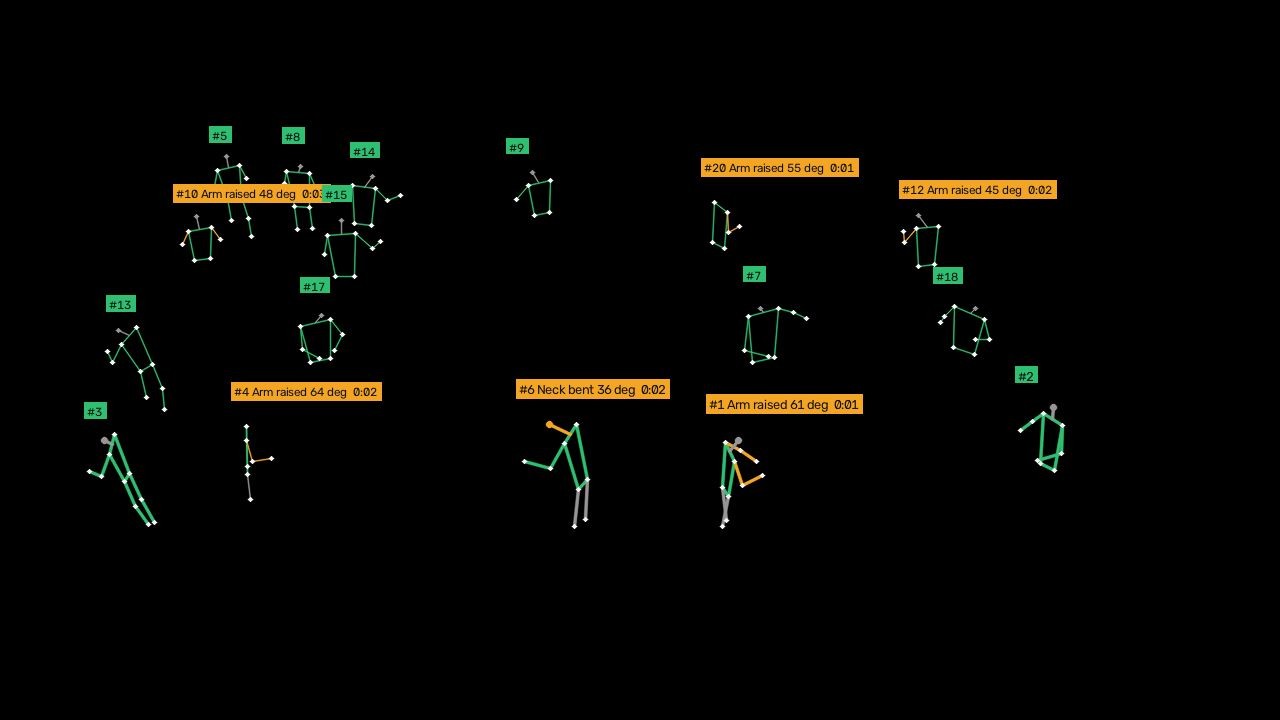 #5
#8
#14
#9
#20 Arm raised 55 deg 0:01
#10 Arm raised 48 deg 0:03
#15
#12 Arm raised 45 deg 0:02
#7
#18
#17
#13
#2
#4 Arm raised 64 deg 0:02
#6 Neck bent 36 deg 0:02
#1 Arm raised 61 deg 0:01
#3